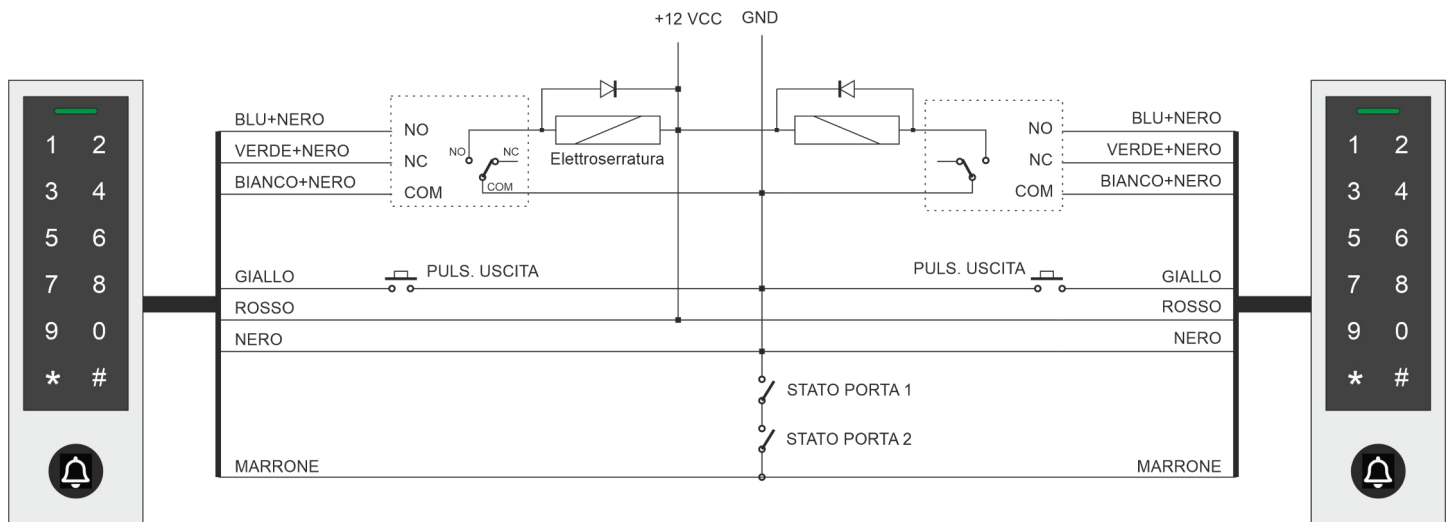 +12 VCC GND
1 2
3 4
5 6
7 8
9 0
* #
BLU+NERO
VERDE+NERO
BIANCO+NERO
NO
NC
COM
NO
NC
COM
Elettroserratura
NO
NC
COM
BLU+NERO
VERDE+NERO
BIANCO+NERO
GIALLO
PULS. USCITA
PULS. USCITA
GIALLO
ROSSO
ROSSO
NERO
NERO
STATO PORTA 1
STATO PORTA 2
MARRONE
MARRONE
1 2
3 4
5 6
7 8
9 0
* #